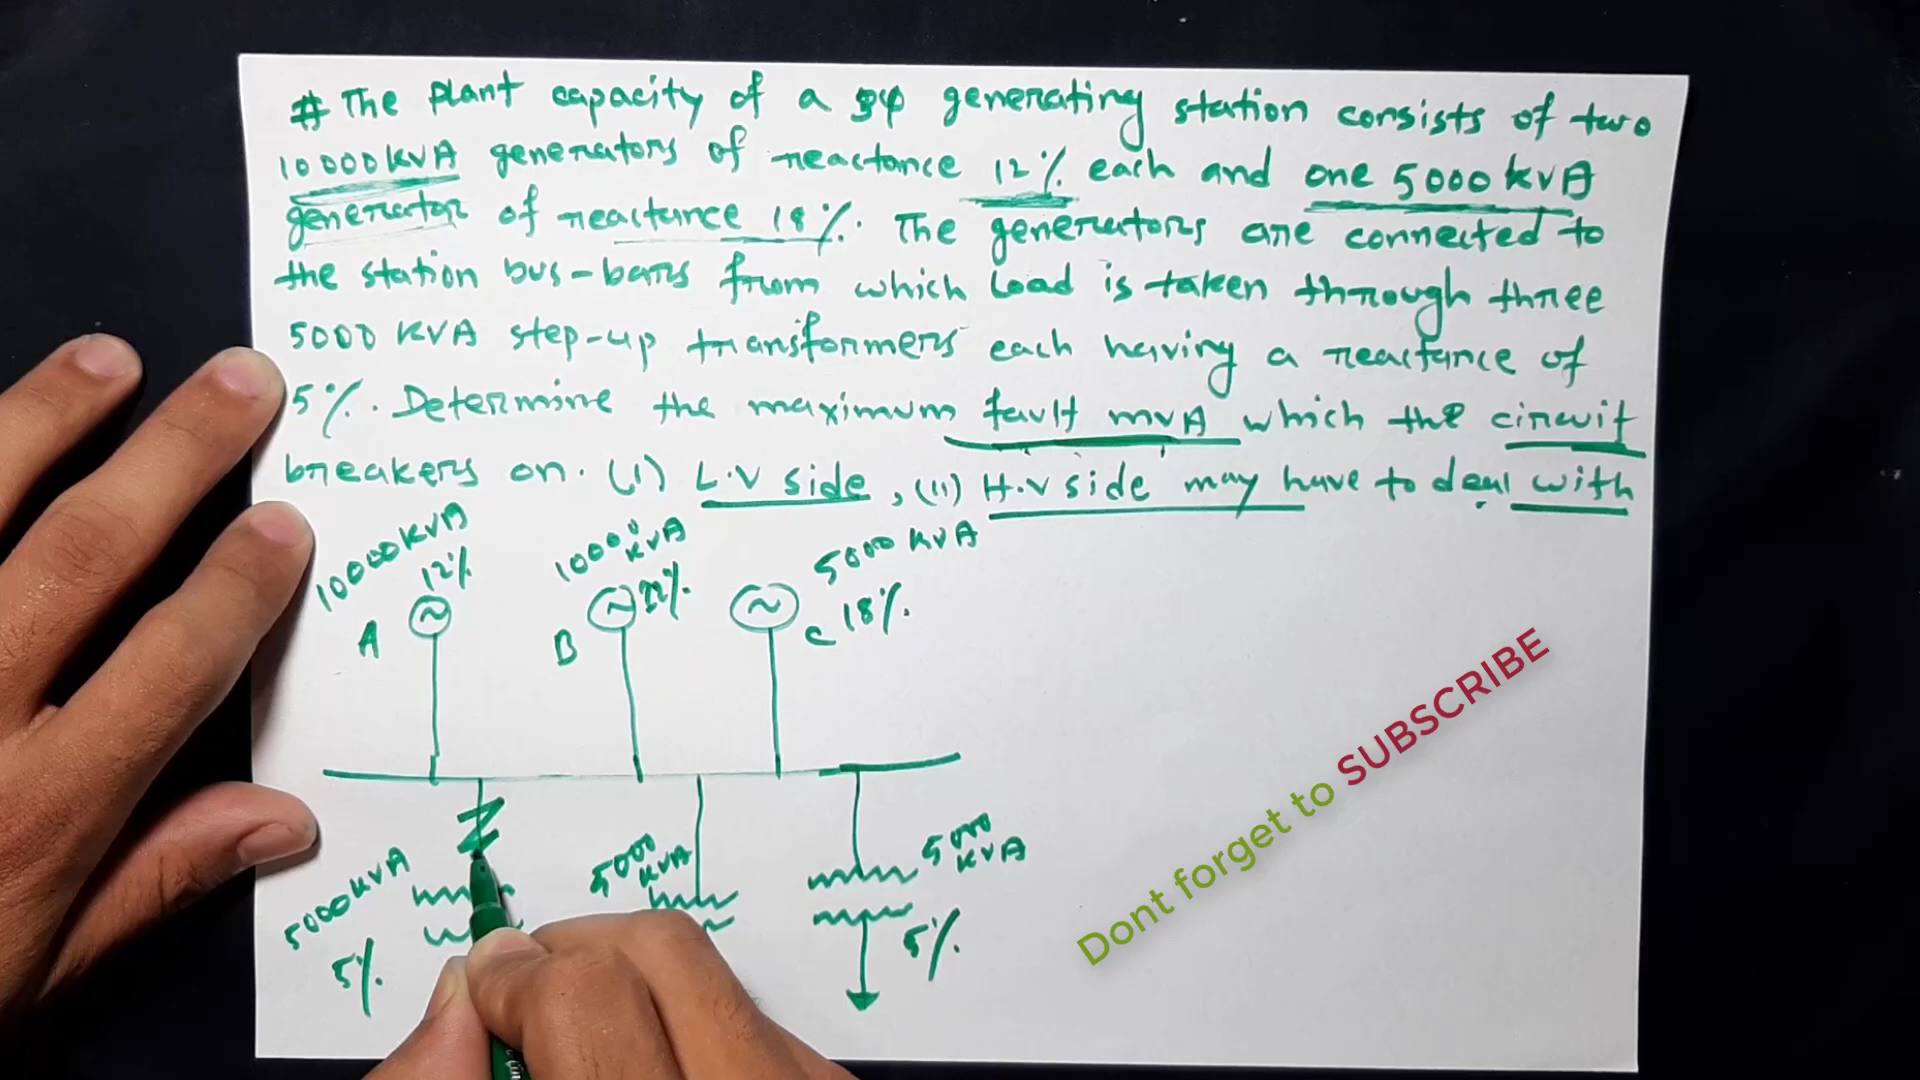 # The plant capacity of a 3φ generating station consists of two
10000 KVA generators of reactance 12% each and one 5000 KVA
generator of reactance 18%. The generators are connected to
the station bus-bars from which load is taken through three
5000 KVA step-up transformers each having a reactance of
5%. Determine the maximum fault MVA which the circuit
breakers on. (i) L.V side, (ii) H.V side may have to deal with
10000 KVA
12%
A
10000
KVA
12%
B
5000 KVA
18%
C
5000 KVA
5%
5000
KVA
5000
KVA
5%
Dont forget to SUBSCRIBE